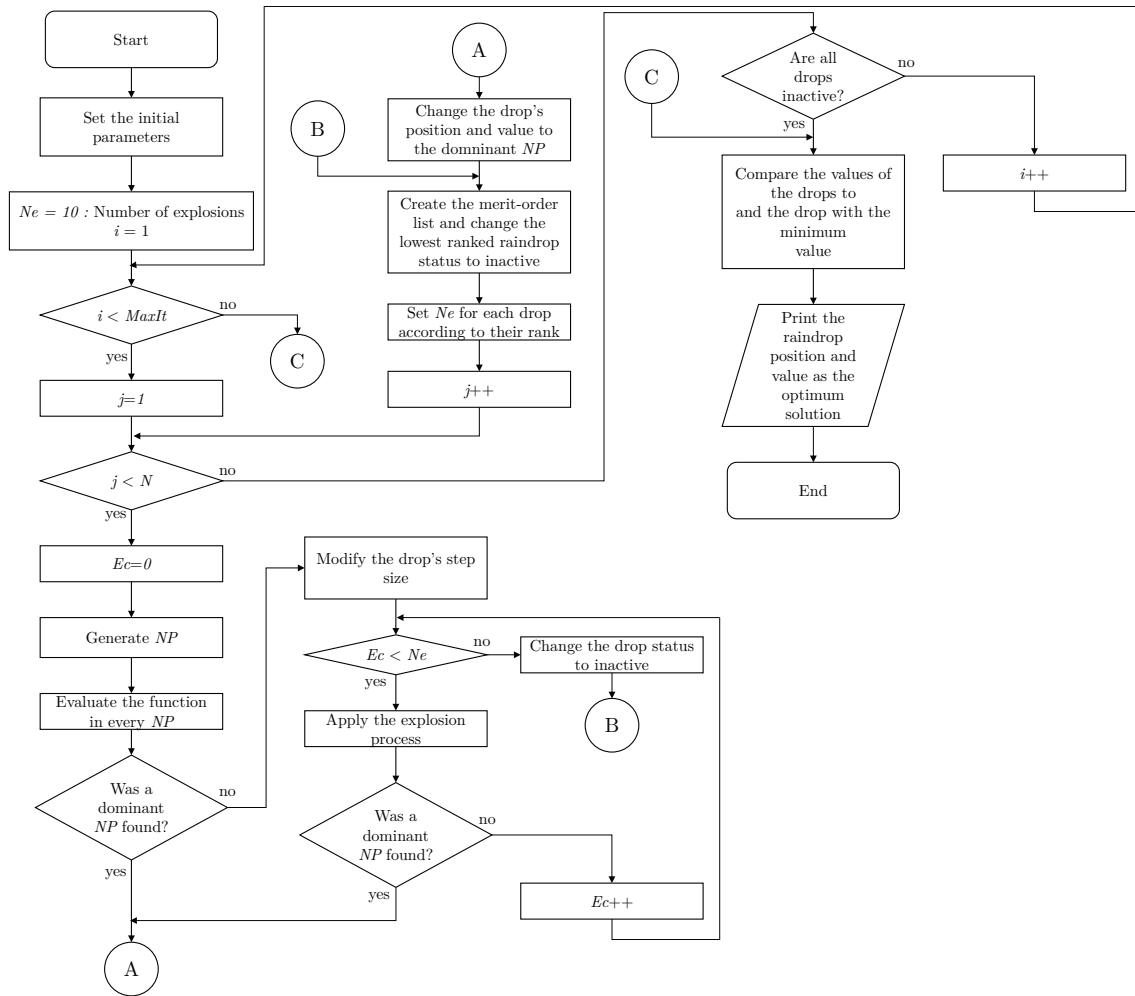 Start
Set the initial
parameters
Ne = 10 : Number of explosions
i = 1
i < MaxIt
no
yes
C
j=1
j < N
no
yes
Ec=0
Generate NP
Evaluate the function
in every NP
Was a
dominant
NP found?
no
yes
A
A
B
Change the drop's
position and value to
the domninant NP
Create the merit-order
list and change the
lowest ranked raindrop
status to inactive
Set Ne for each drop
according to their rank
j++
Modify the drop's step
size
Ec < Ne
no
yes
Change the drop status
to inactive
B
Apply the explosion
process
Was a
dominant
NP found?
no
yes
Ec++
C
Are all
drops
inactive?
no
yes
i++
Compare the values of
the drops to
and the drop with the
minimum
value
Print the
raindrop
position and
value as the
optimum
solution
End